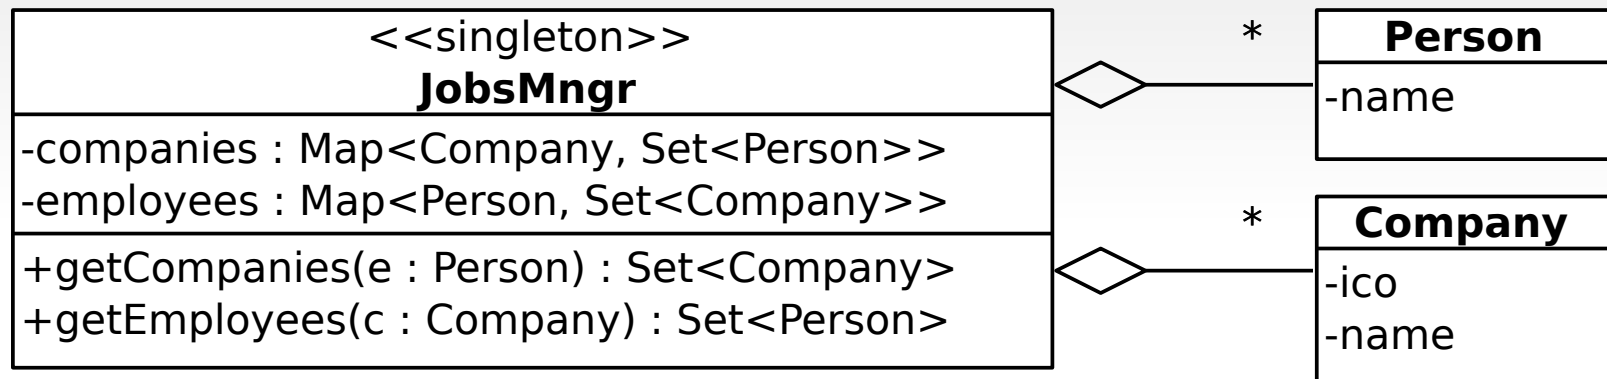 <<singleton>>
JobsMngr
-companies : Map<Company, Set<Person>>
-employees : Map<Person, Set<Company>>
+getCompanies(e : Person) : Set<Company>
+getEmployees(c : Company) : Set<Person>
*
Person
-name
*
Company
-ico
-name